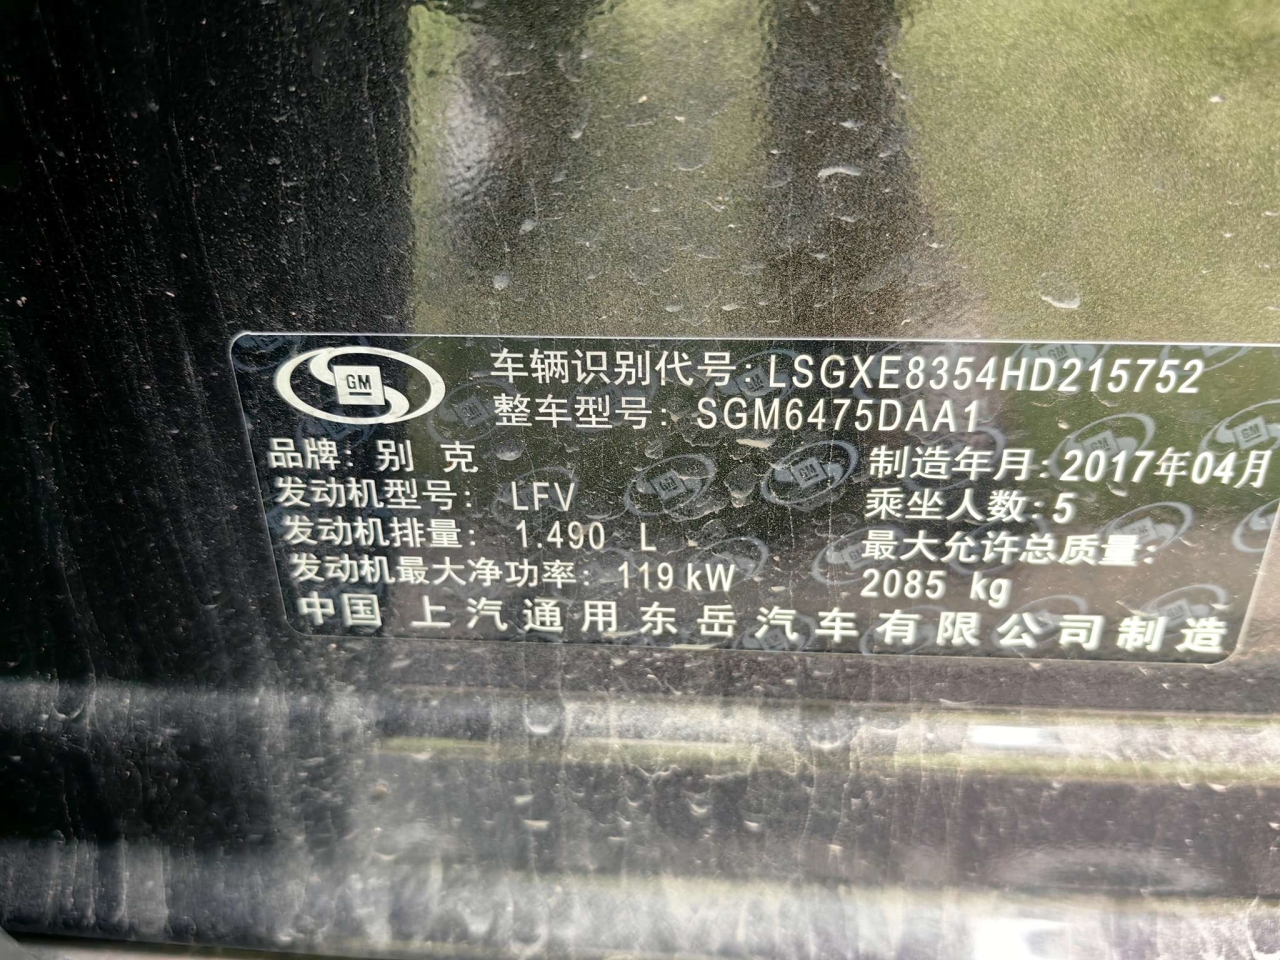 GM
车辆识别代号: LSGXE8354HD215752
整车型号: SGM6475DAA1
品牌: 别 克
制造年月: 2017年04月
发动机型号: LFV
乘坐人数: 5
发动机排量: 1.490 L
最大允许总质量:
2085 kg
发动机最大净功率: 119 kW
中国 上汽通用东岳汽车有限公司制造